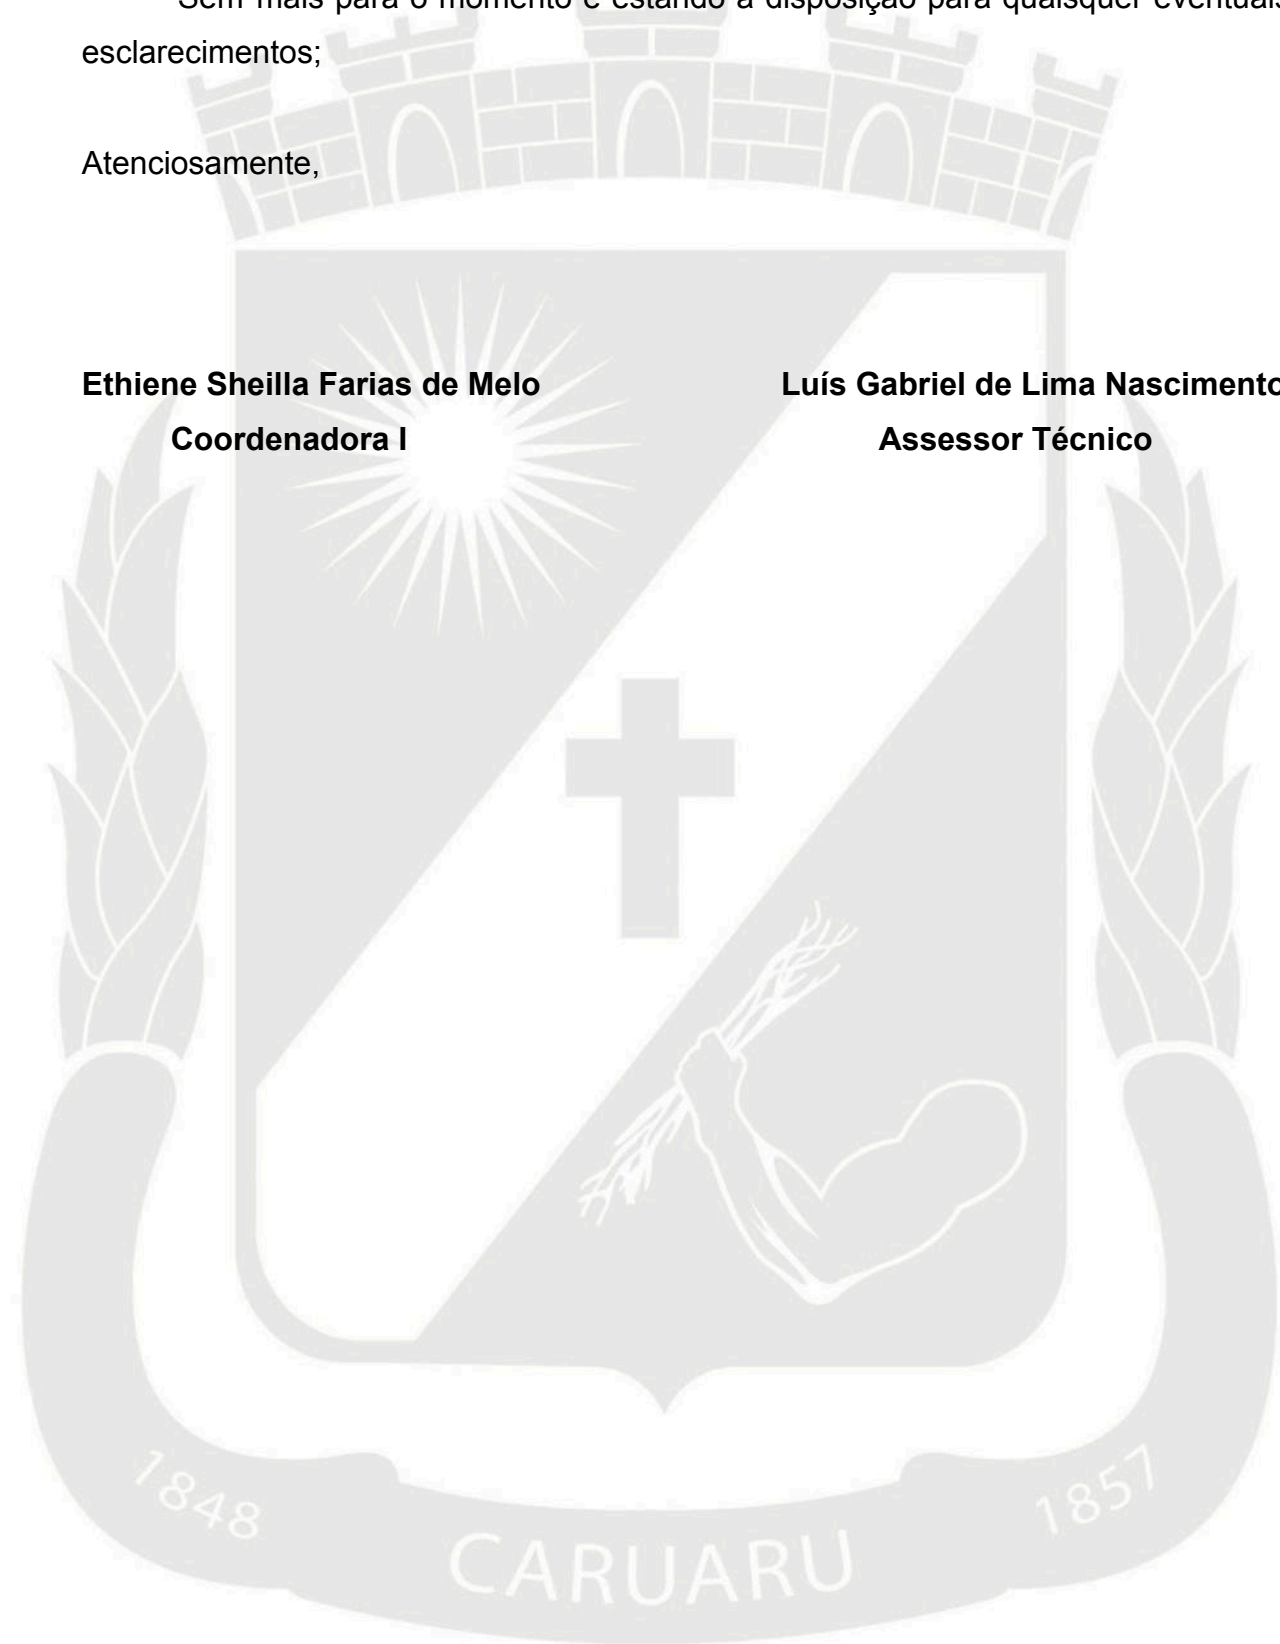 Sem mais para o momento e estando à disposição para quaisquer eventuais
esclarecimentos;
Atenciosamente,
Ethiene Sheilla Farias de Melo
Luís Gabriel de Lima Nascimento
Coordenadora I
Assessor Técnico
1848
CARUARU
1857